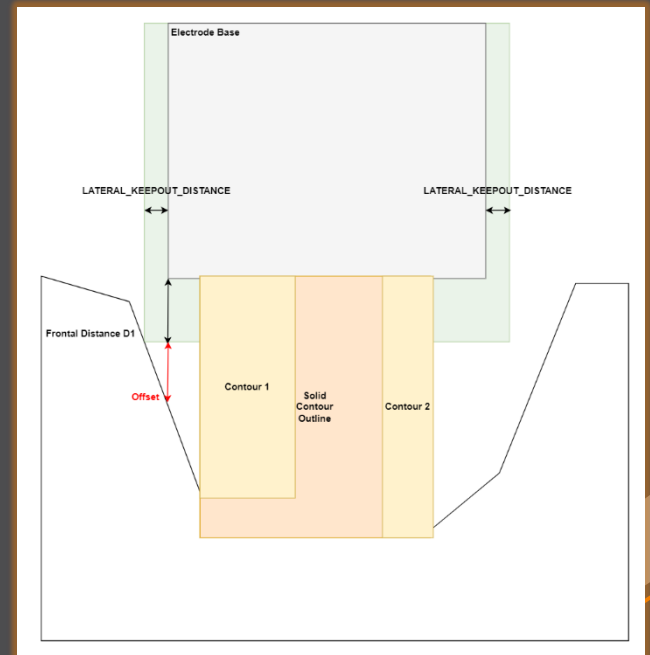 Electrode Base
LATERAL_KEEPOUT_DISTANCE
LATERAL_KEEPOUT_DISTANCE
Frontal Distance D1
Offset
Contour 1
Solid
Contour
Outline
Contour 2